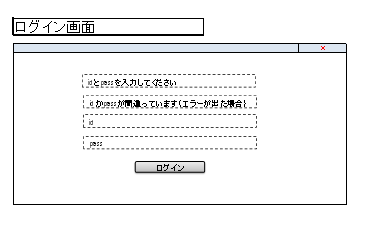 ログイン画面
×
idとpassを入力してください
idかpassが間違っています(エラーが出た場合)
id
pass
ログイン